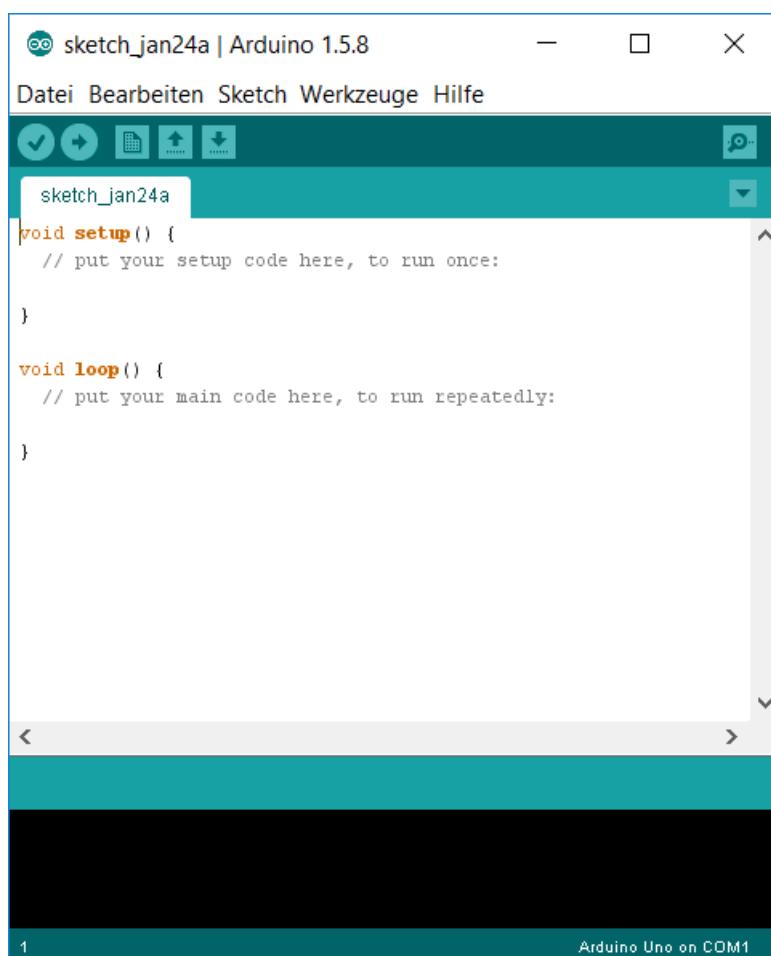 sketch_jan24a | Arduino 1.5.8
Datei Bearbeiten Sketch Werkzeuge Hilfe
sketch_jan24a
void setup() {
  // put your setup code here, to run once:
}
void loop() {
  // put your main code here, to run repeatedly:
}
1 Arduino Uno on COM1